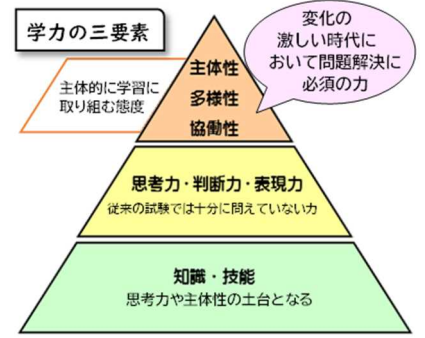 学力の三要素
変化の
激しい時代に
おいて問題解決に
必須の力
主体的に学習に
取り組む態度
主体性
多様性
協働性
思考力・判断力・表現力
従来の試験では十分に問えていない力
知識・技能
思考力や主体性の土台となる